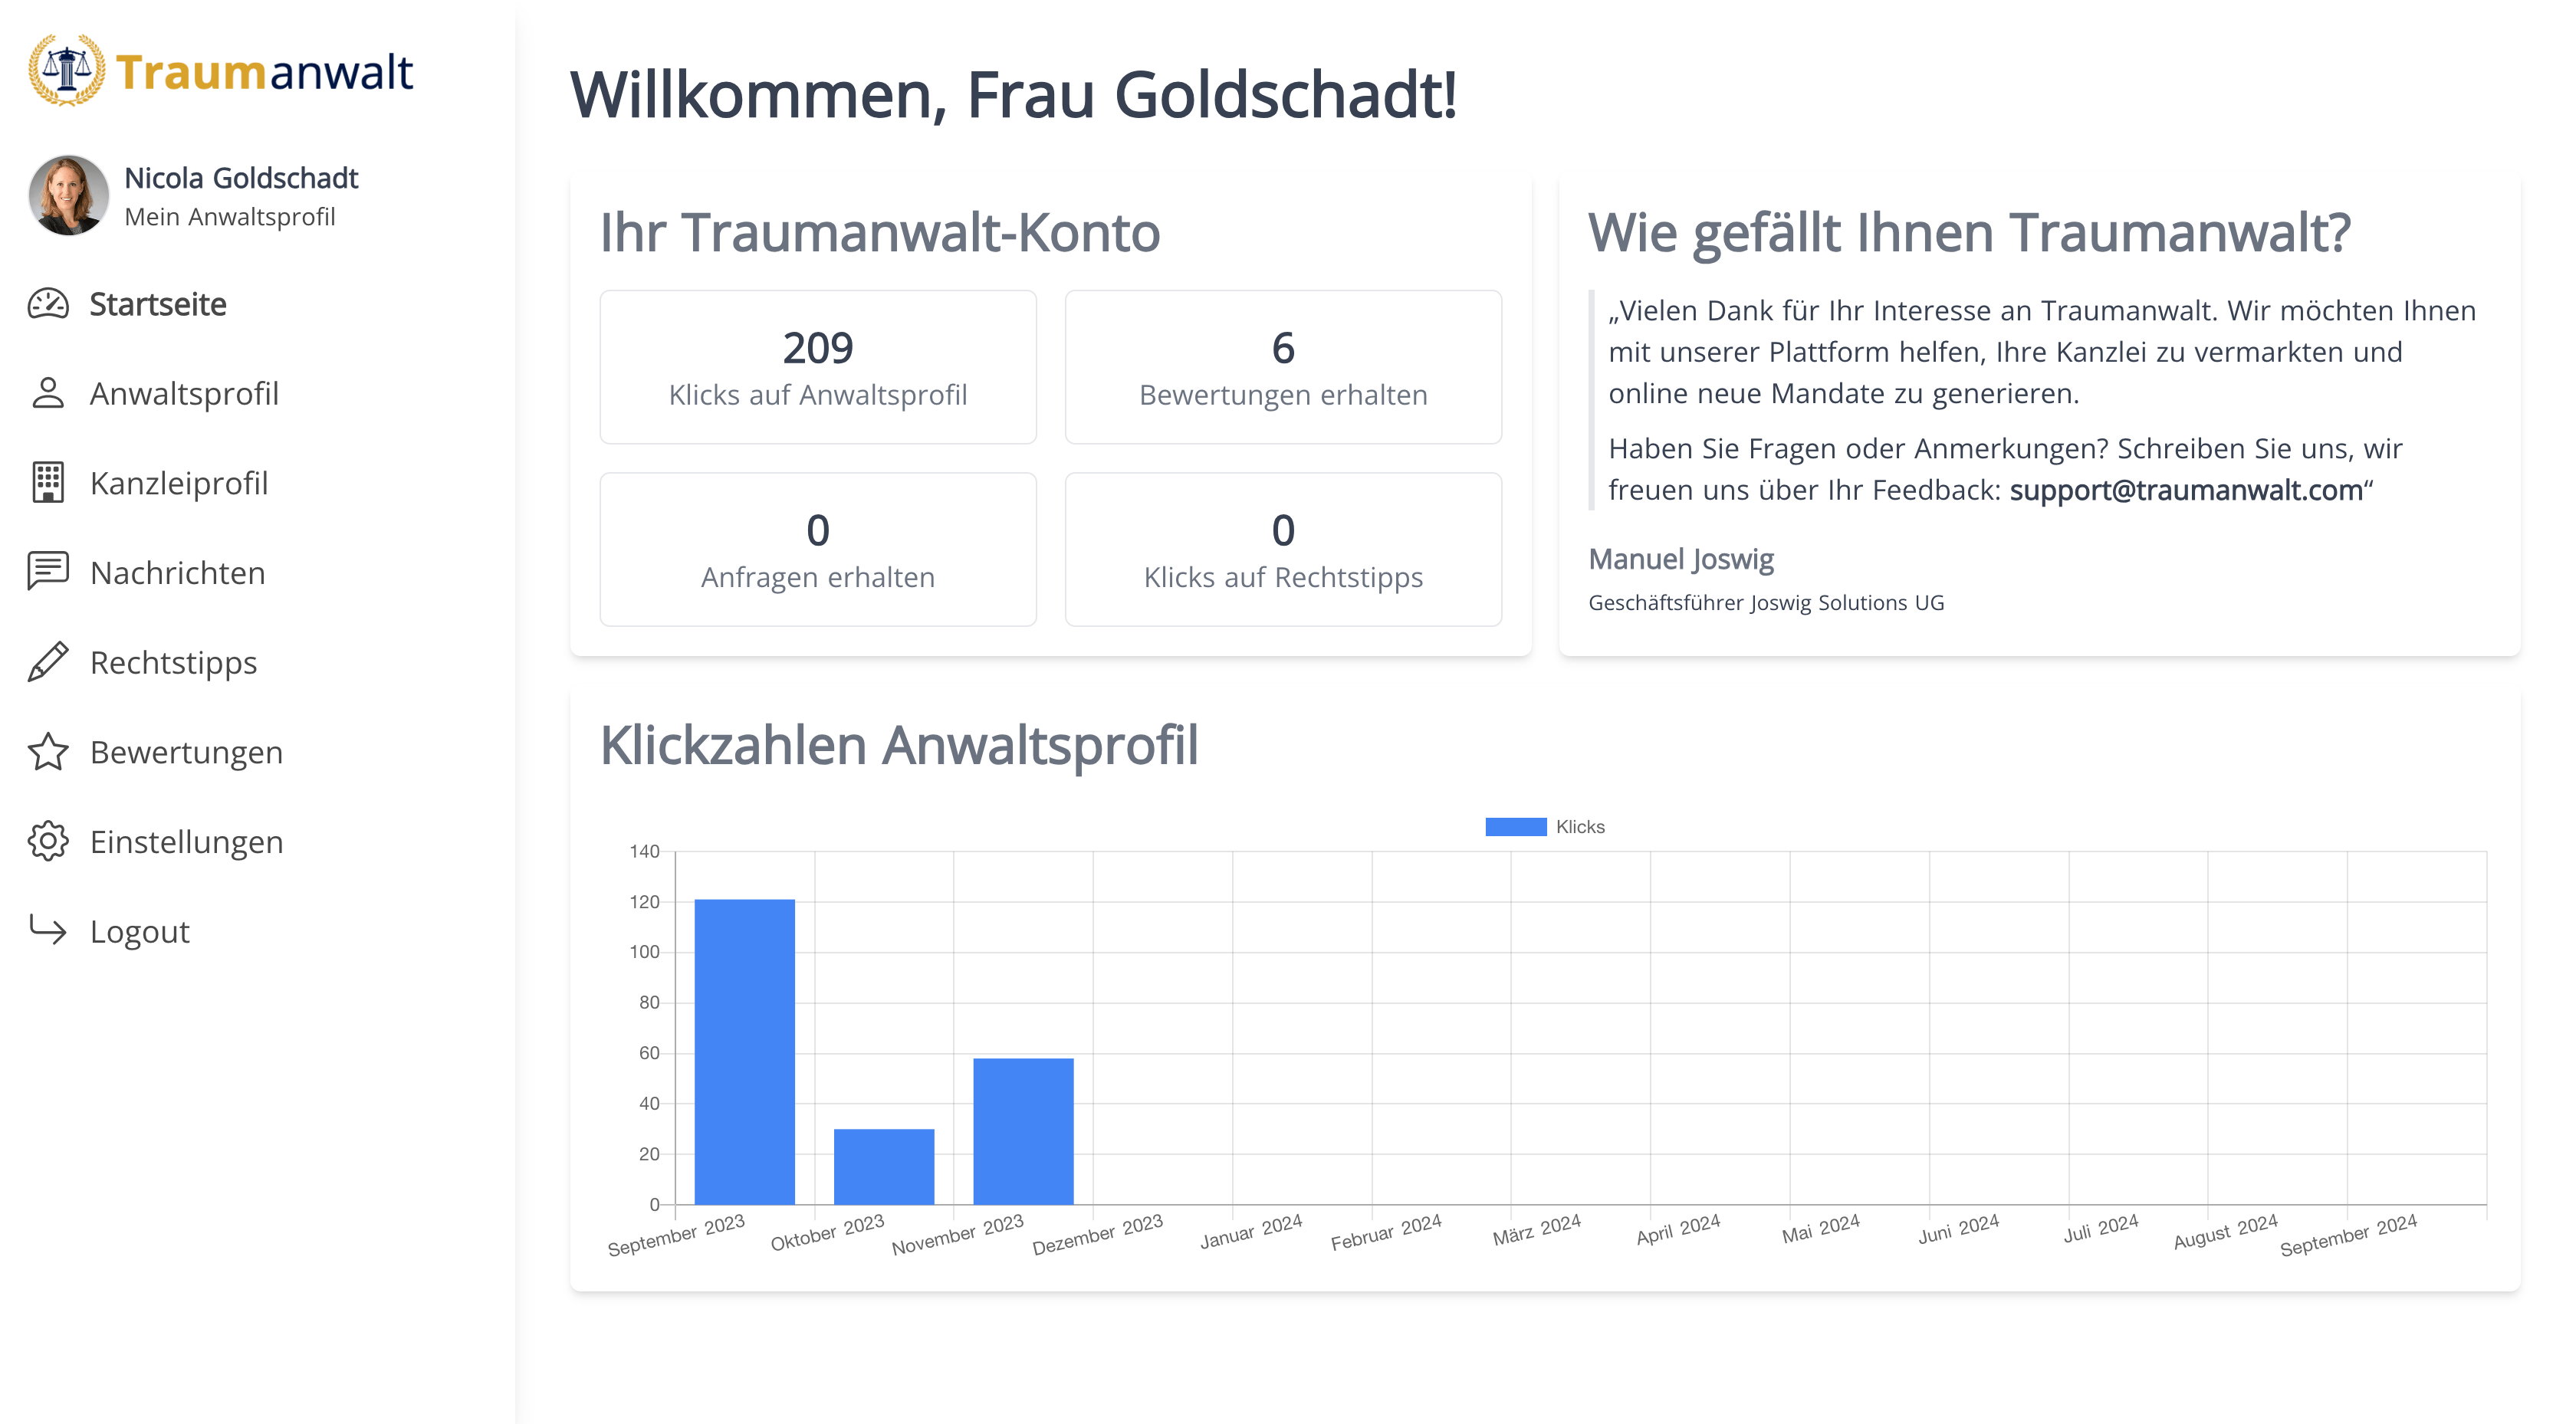 Traumanwalt
Nicola Goldschadt
Mein Anwaltsprofil
Startseite
Anwaltsprofil
Kanzleiprofil
Nachrichten
Rechtstipps
Bewertungen
Einstellungen
Logout
Willkommen, Frau Goldschadt!
Ihr Traumanwalt-Konto
209
Klicks auf Anwaltsprofil
6
Bewertungen erhalten
0
Anfragen erhalten
0
Klicks auf Rechtstipps
Wie gefällt Ihnen Traumanwalt?
„Vielen Dank für Ihr Interesse an Traumanwalt. Wir möchten Ihnen
mit unserer Plattform helfen, Ihre Kanzlei zu vermarkten und
online neue Mandate zu generieren.
Haben Sie Fragen oder Anmerkungen? Schreiben Sie uns, wir
freuen uns über Ihr Feedback: support@traumanwalt.com“
Manuel Joswig
Geschäftsführer Joswig Solutions UG
Klickzahlen Anwaltsprofil
Klicks
140
120
100
80
60
40
20
0
September 2023
Oktober 2023
November 2023
Dezember 2023
Januar 2024
Februar 2024
März 2024
April 2024
Mai 2024
Juni 2024
Juli 2024
August 2024
September 2024